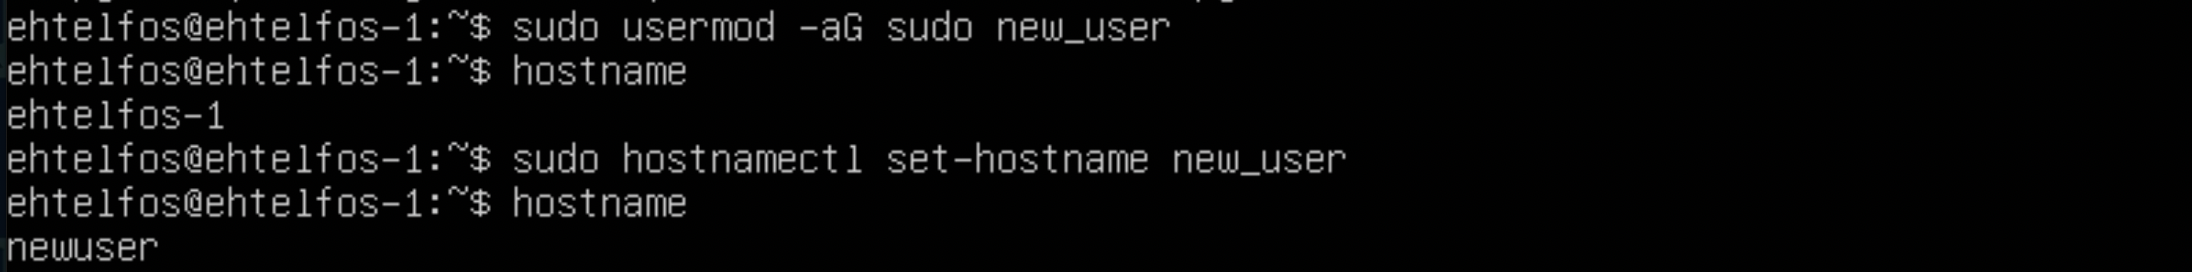 ehtelfos@ehtelfos-1:~$ sudo usermod -aG sudo new_user
ehtelfos@ehtelfos-1:~$ hostname
ehtelfos-1
ehtelfos@ehtelfos-1:~$ sudo hostnamectl set-hostname new_user
ehtelfos@ehtelfos-1:~$ hostname
newuser